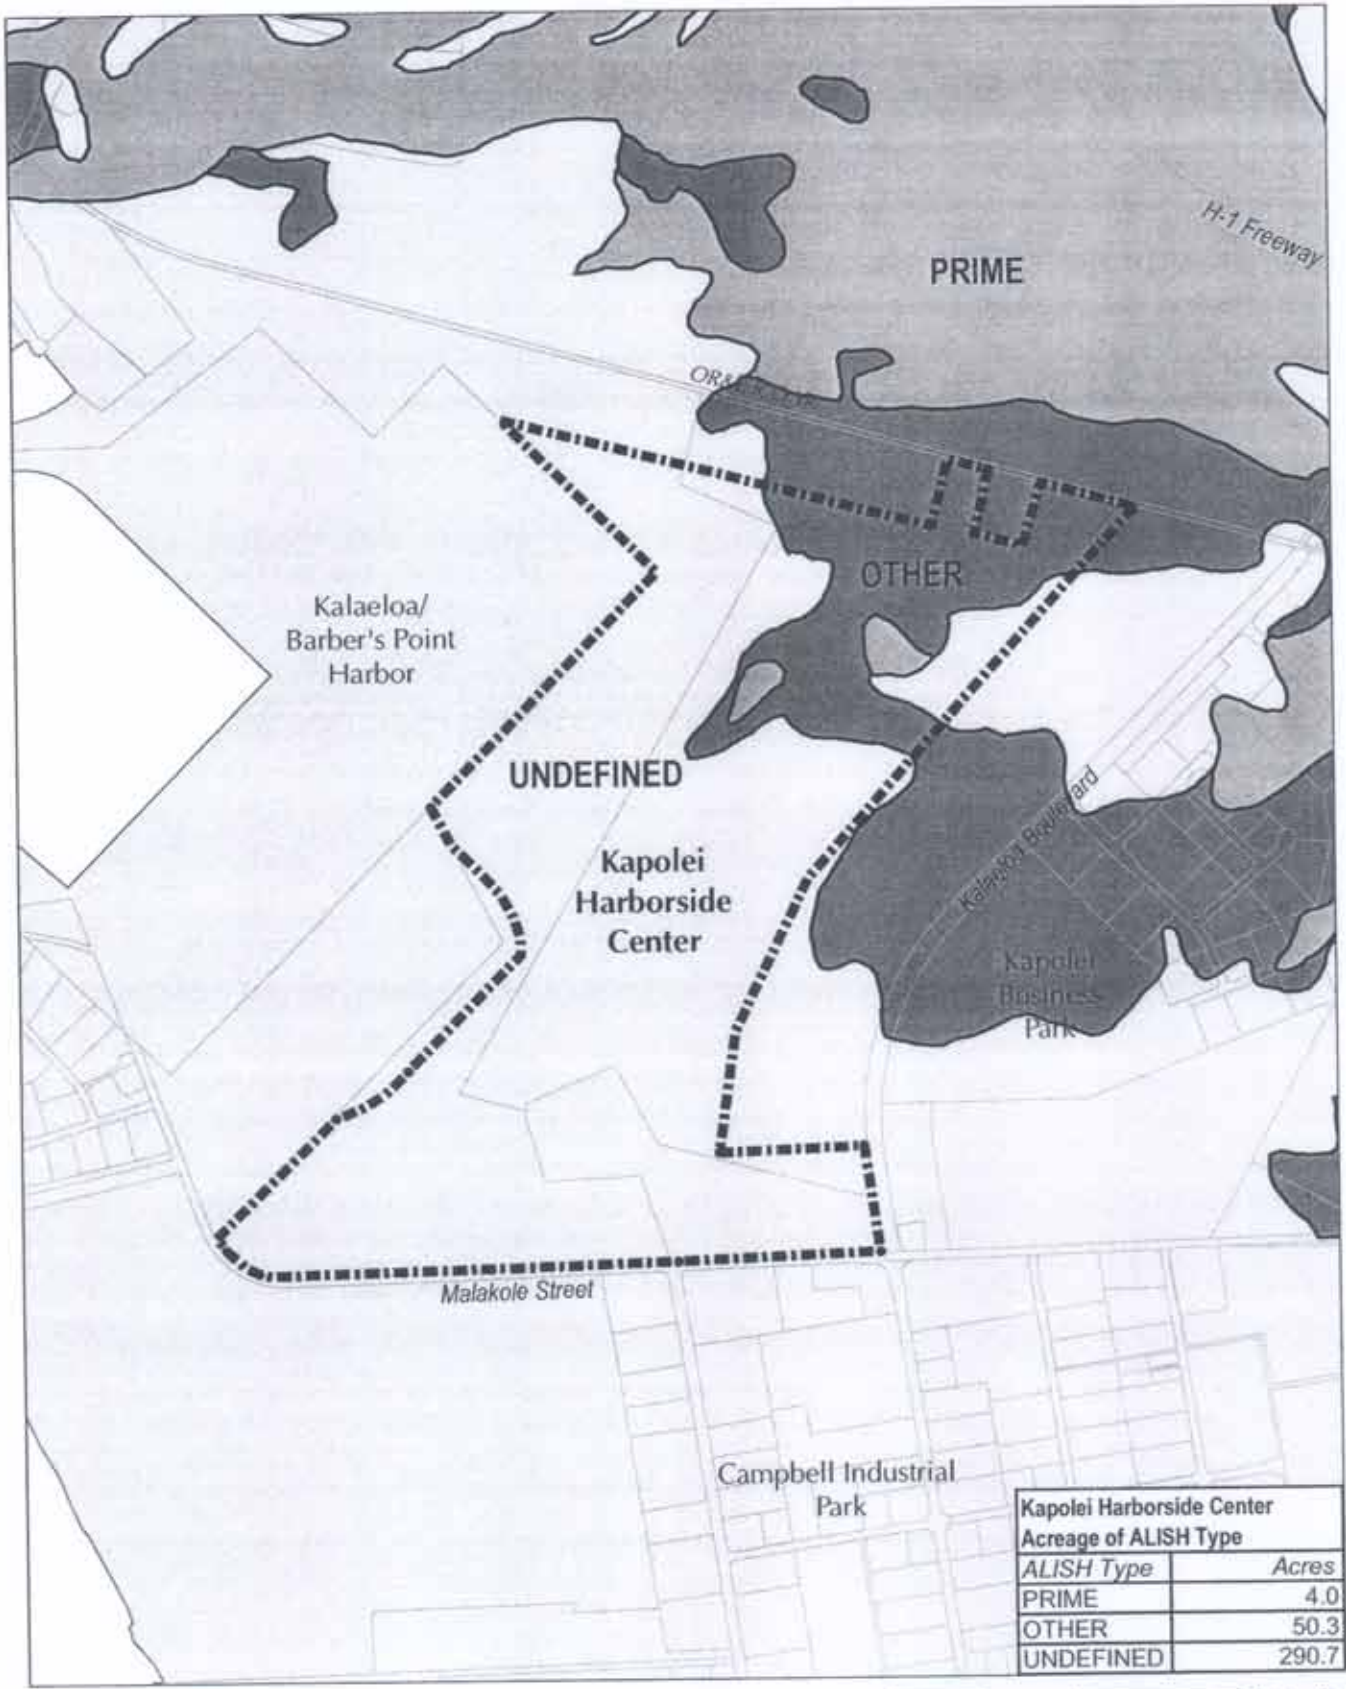 H-1 Freeway
PRIME
OTHER
Kalaeloa/
Barber's Point
Harbor
UNDEFINED
Kapolei
Harborside
Center
Kalaeloa Boulevard
Kapolei
Business
Park
Malakole Street
Campbell Industrial
Park
Kapolei Harborside Center
Acreage of ALISH Type
ALISH Type Acres
PRIME 4.0
OTHER 50.3
UNDEFINED 290.7